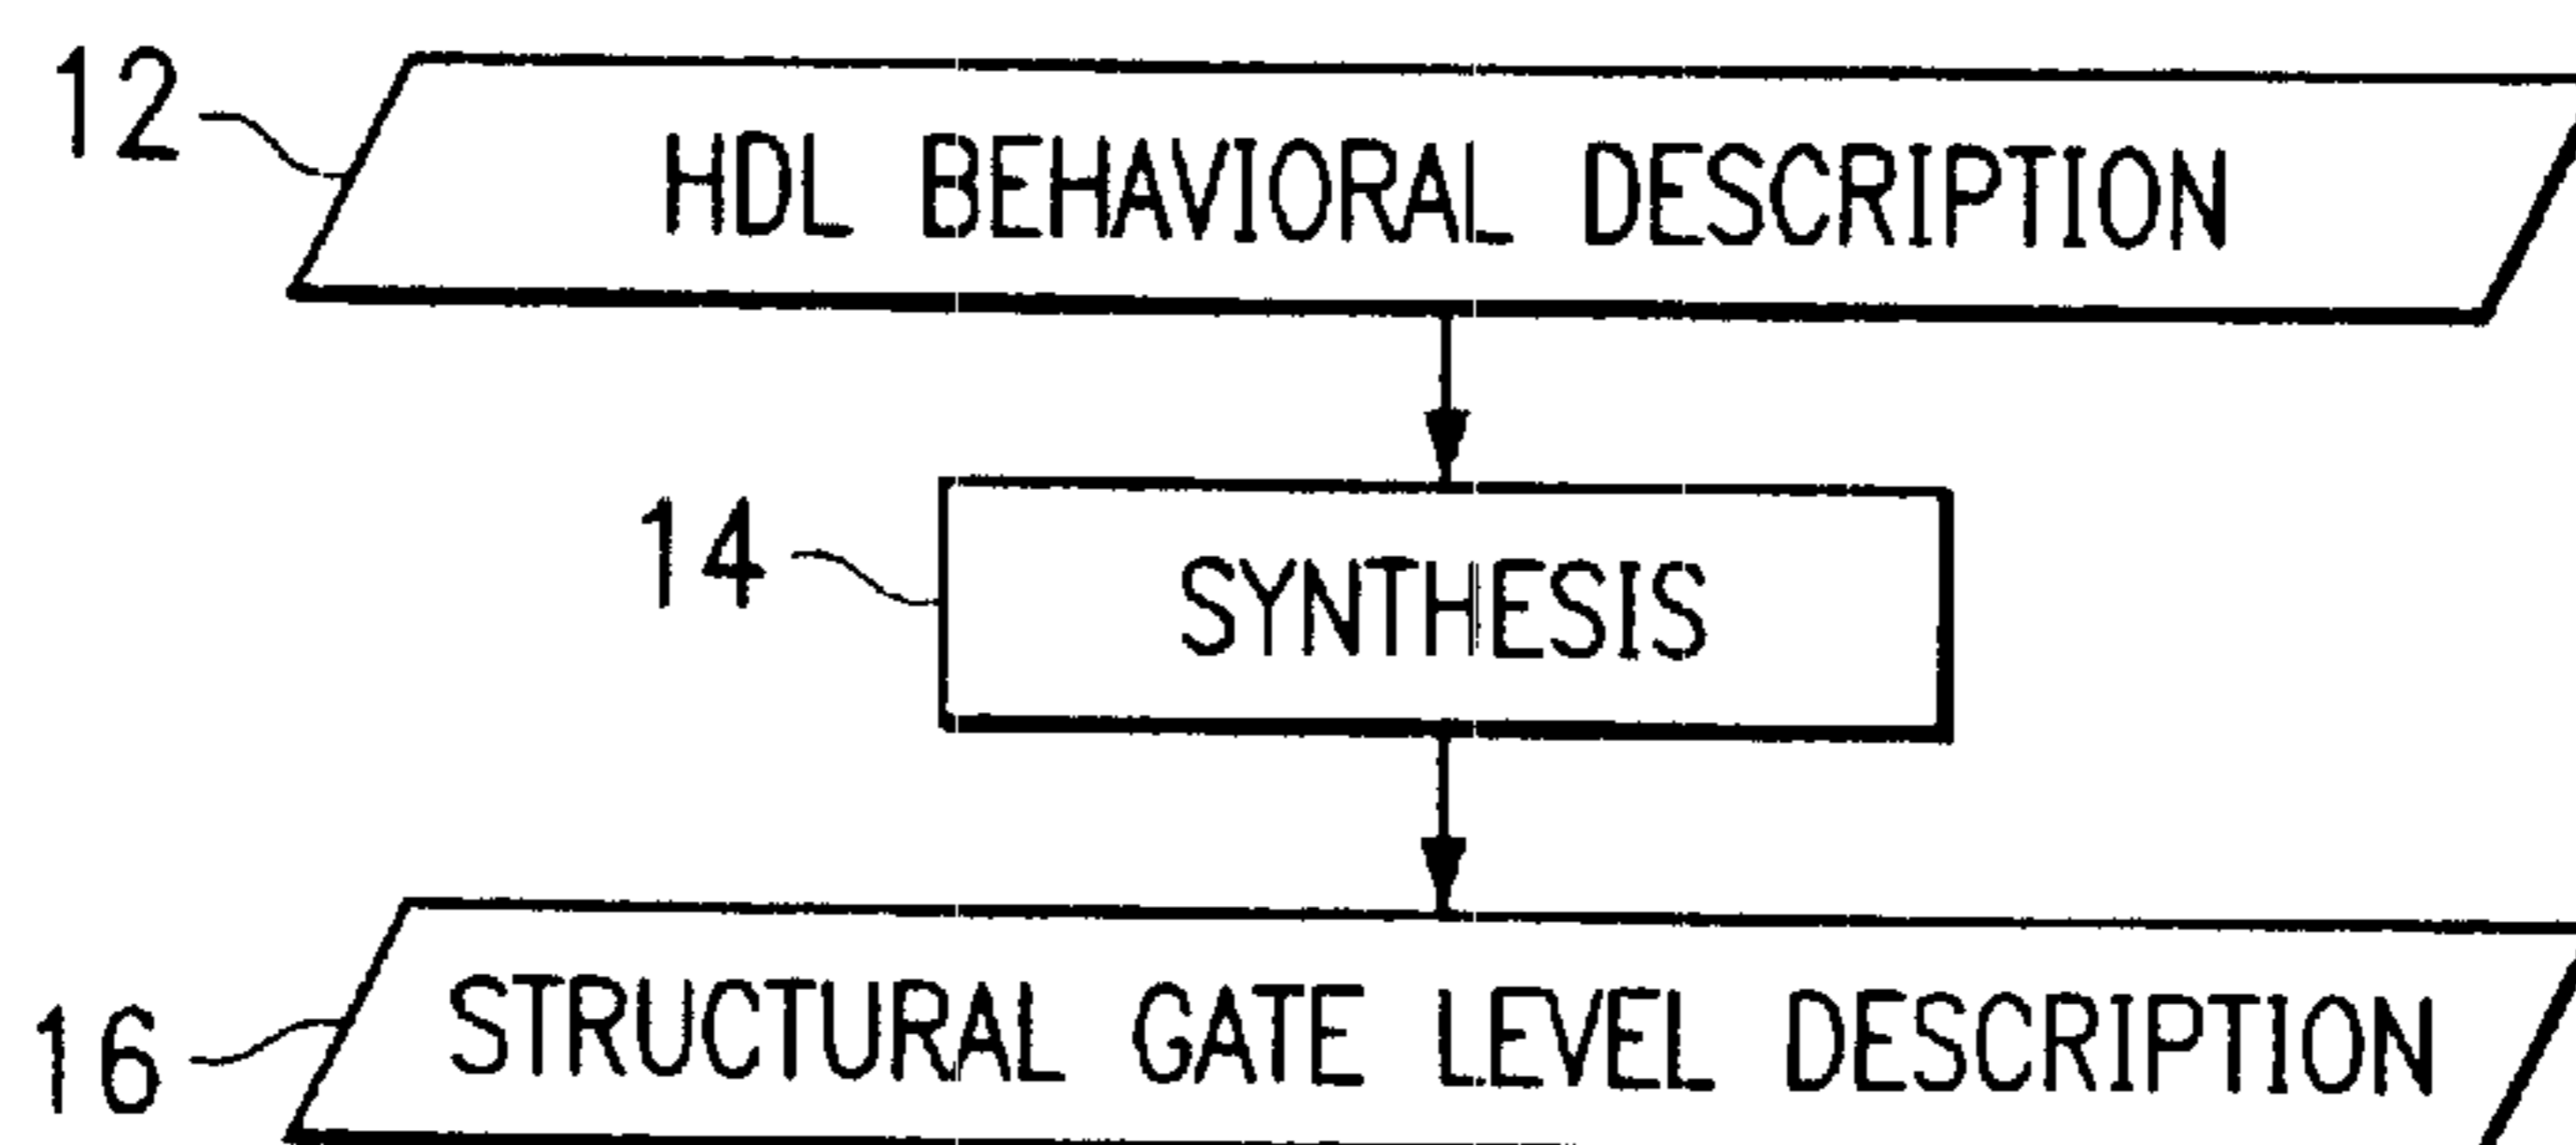 12 HDL BEHAVIORAL DESCRIPTION
14 SYNTHESIS
16 STRUCTURAL GATE LEVEL DESCRIPTION